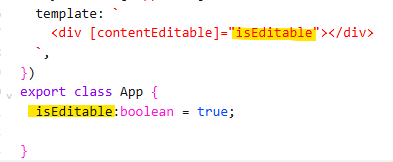 template: `
<div [contentEditable]="isEditable"></div>
`,
})
export class App {
isEditable:boolean = true;
}